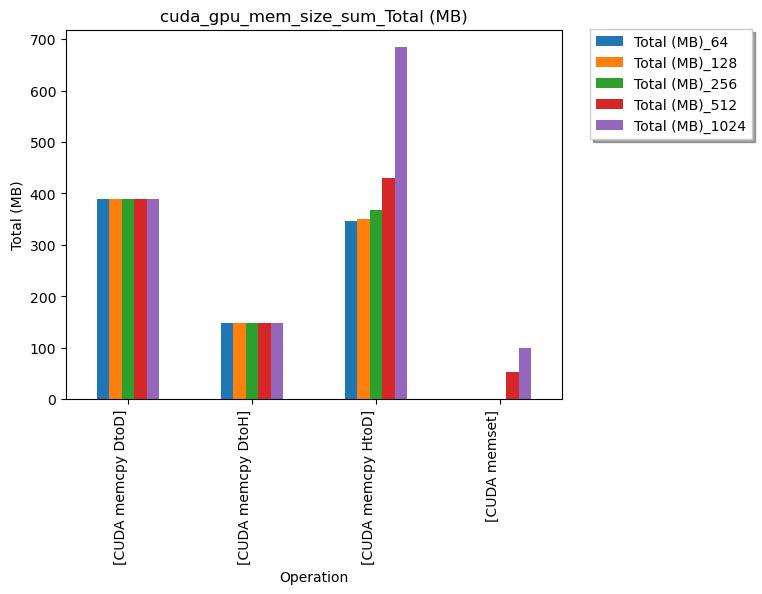 cuda_gpu_mem_size_sum_Total (MB)
Total (MB)_64
Total (MB)_128
Total (MB)_256
Total (MB)_512
Total (MB)_1024
Total (MB)
700
600
500
400
300
200
100
0
[CUDA memcpy DtoD]
[CUDA memcpy DtoH]
[CUDA memcpy HtoD]
[CUDA memset]
Operation